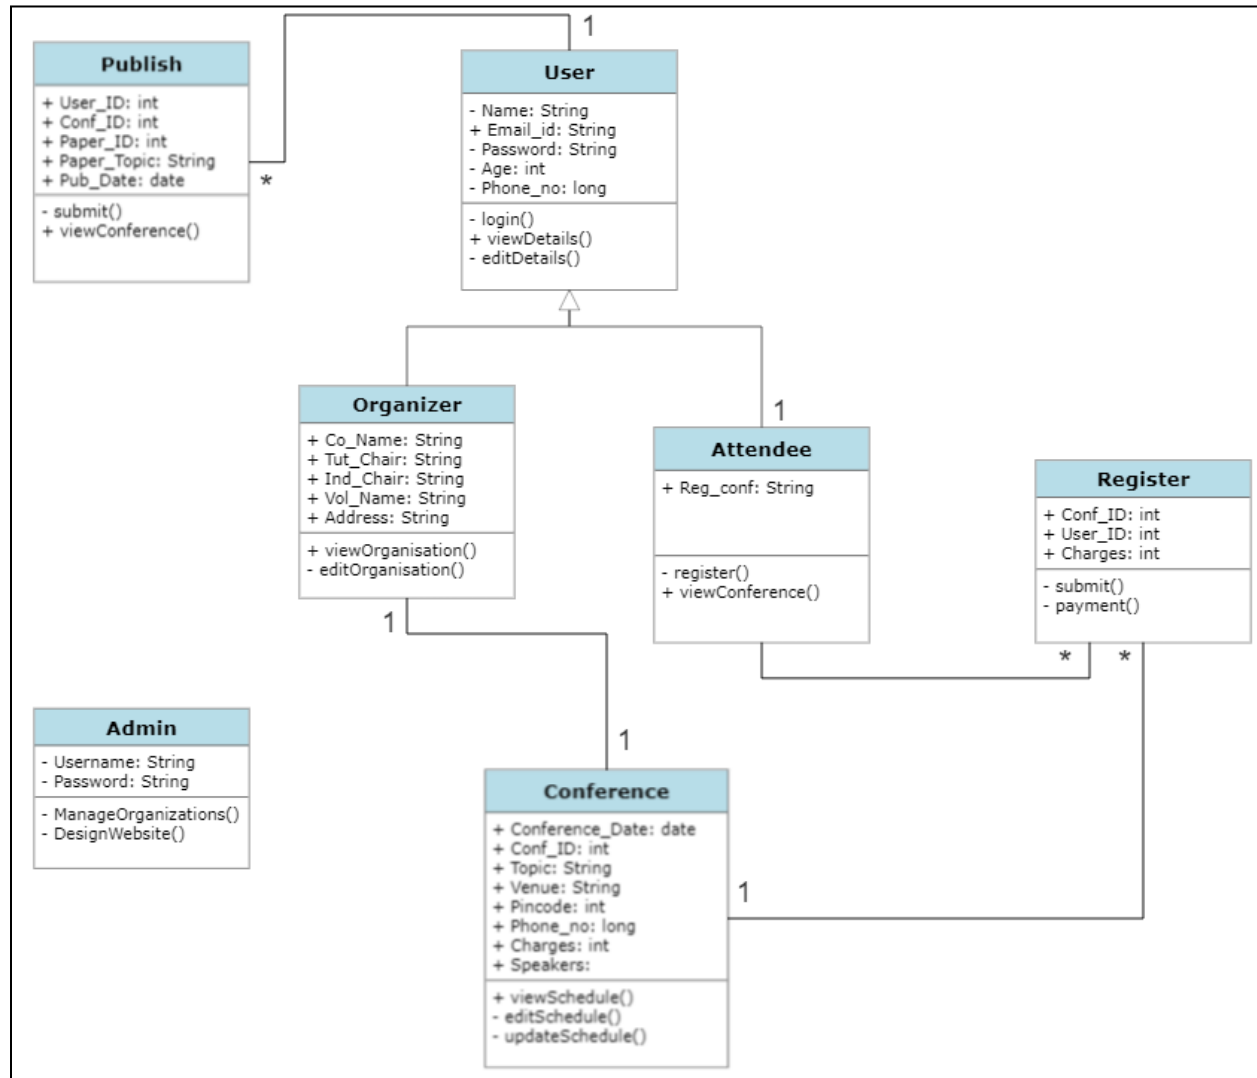 1
Publish
+ User_ID: int
+ Conf_ID: int
+ Paper_ID: int
+ Paper_Topic: String
+ Pub_Date: date
- submit()
+ viewConference()
*
User
- Name: String
+ Email_id: String
- Password: String
- Age: int
- Phone_no: long
- login()
+ viewDetails()
- editDetails()
Organizer
+ Co_Name: String
+ Tut_Chair: String
+ Ind_Chair: String
+ Vol_Name: String
+ Address: String
+ viewOrganisation()
- editOrganisation()
1
1
Attendee
+ Reg_conf: String
- register()
+ viewConference()
Register
+ Conf_ID: int
+ User_ID: int
+ Charges: int
- submit()
- payment()
* *
Admin
- Username: String
- Password: String
- ManageOrganizations()
- DesignWebsite()
1
Conference
+ Conference_Date: date
+ Conf_ID: int
+ Topic: String
+ Venue: String
+ Pincode: int
+ Phone_no: long
+ Charges: int
+ Speakers:
+ viewSchedule()
- editSchedule()
- updateSchedule()
1